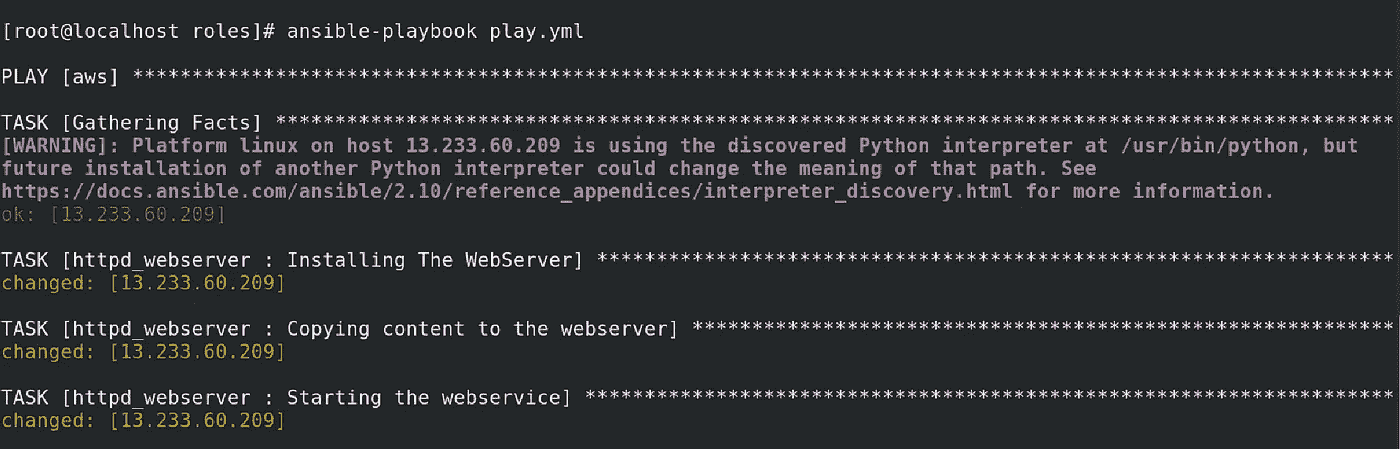 [root@localhost roles]# ansible-playbook play.yml
PLAY [aws] **********************************************************************************************************
TASK [Gathering Facts] **********************************************************************************************
[WARNING]: Platform linux on host 13.233.60.209 is using the discovered Python interpreter at /usr/bin/python, but
future installation of another Python interpreter could change the meaning of that path. See
https://docs.ansible.com/ansible/2.10/reference_appendices/interpreter_discovery.html for more information.
ok: [13.233.60.209]
TASK [httpd_webserver : Installing The WebServer] *******************************************************************
changed: [13.233.60.209]
TASK [httpd_webserver : Copying content to the webserver] ***********************************************************
changed: [13.233.60.209]
TASK [httpd_webserver : Starting the webservice] ********************************************************************
changed: [13.233.60.209]